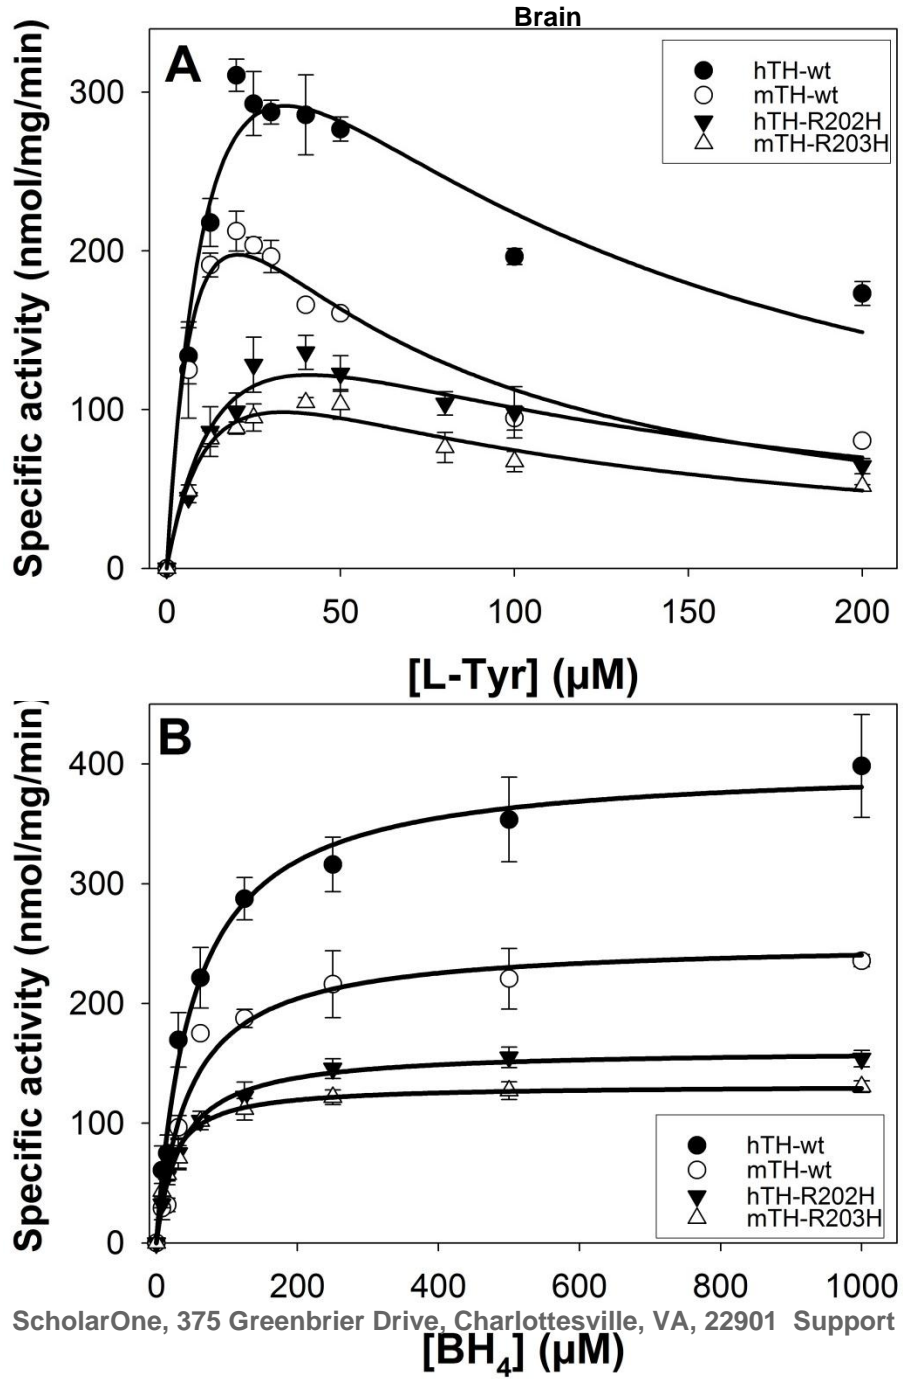 Brain
A
hTH-wt
mTH-wt
hTH-R202H
mTH-R203H
Specific activity (nmol/mg/min)
300
200
100
0
0 50 100 150 200
[L-Tyr] (µM)
B
Specific activity (nmol/mg/min)
400
300
200
100
0
hTH-wt
mTH-wt
hTH-R202H
mTH-R203H
0 200 400 600 800 1000
ScholarOne, 375 Greenbrier Drive, Charlottesville, VA, 22901 Support
[BH4] (µM)